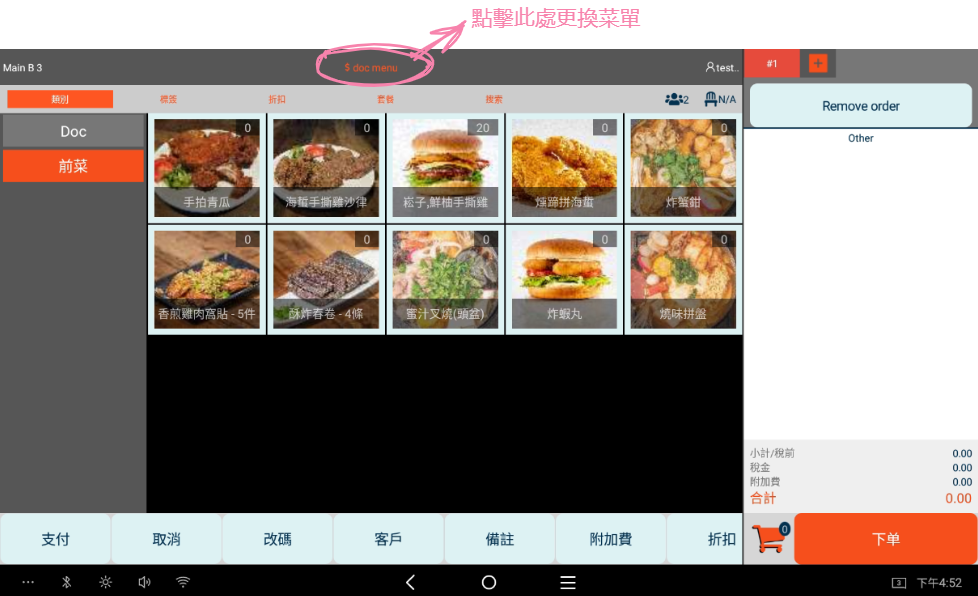 點擊此處更換菜單
Main B 3
$ doc menu
test..
#1
+
類別
標簽
折扣
套餐
搜索
2
N/A
Remove order
Other
Doc
前菜
0
手拍青瓜
0
海蜇手撕雞沙律
20
崧子,鮮柚手撕雞
0
燻蹄拼海蜇
0
炸蟹鉗
0
香煎雞肉窩貼 - 5件
0
酥炸春卷 - 4條
0
蜜汁叉燒(頭盆)
0
炸蝦丸
0
燒味拼盤
小計/稅前
0.00
稅金
0.00
附加費
0.00
合計
0.00
支付
取消
改碼
客戶
備註
附加費
折扣
0
下单
3
下午4:52